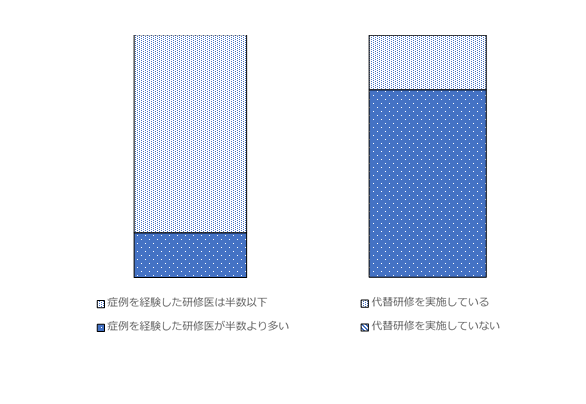 症例を経験した研修医は半数以下
代替研修を実施している
症例を経験した研修医が半数より多い
代替研修を実施していない